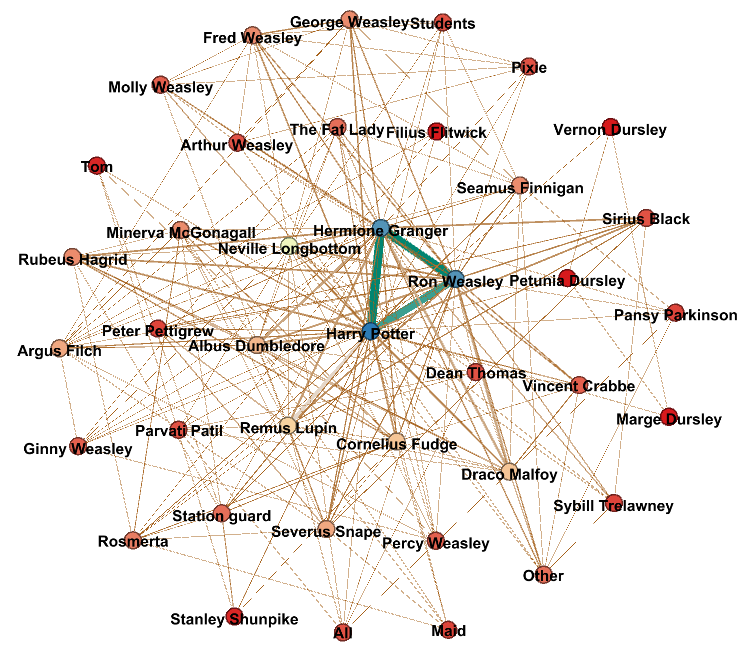 George Weasley
Students
Fred Weasley
Pixie
Molly Weasley
The Fat Lady
Filius Flitwick
Vernon Dursley
Arthur Weasley
Tom
Seamus Finnigan
Sirius Black
Minerva McGonagall
Hermione Granger
Neville Longbottom
Rubeus Hagrid
Ron Weasley
Petunia Dursley
Pansy Parkinson
Peter Pettigrew
Harry Potter
Argus Filch
Albus Dumbledore
Dean Thomas
Vincent Crabbe
Marge Dursley
Parvati Patil
Remus Lupin
Ginny Weasley
Cornelius Fudge
Draco Malfoy
Sybill Trelawney
Station guard
Severus Snape
Rosmerta
Percy Weasley
Other
Stanley Shunpike
All
Maid